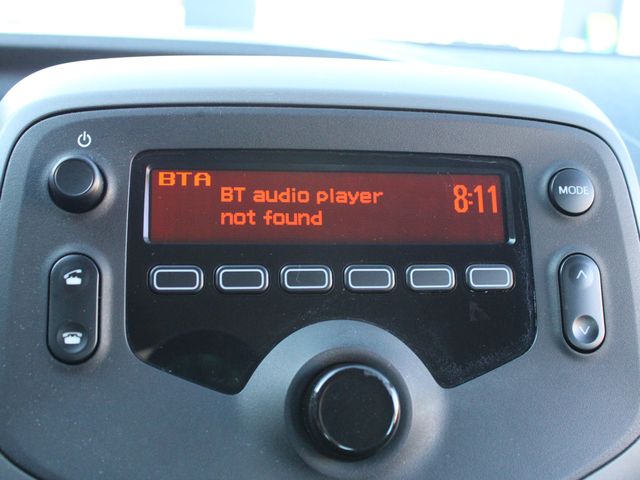 BTA
BT audio player
not found
8:11
MODE